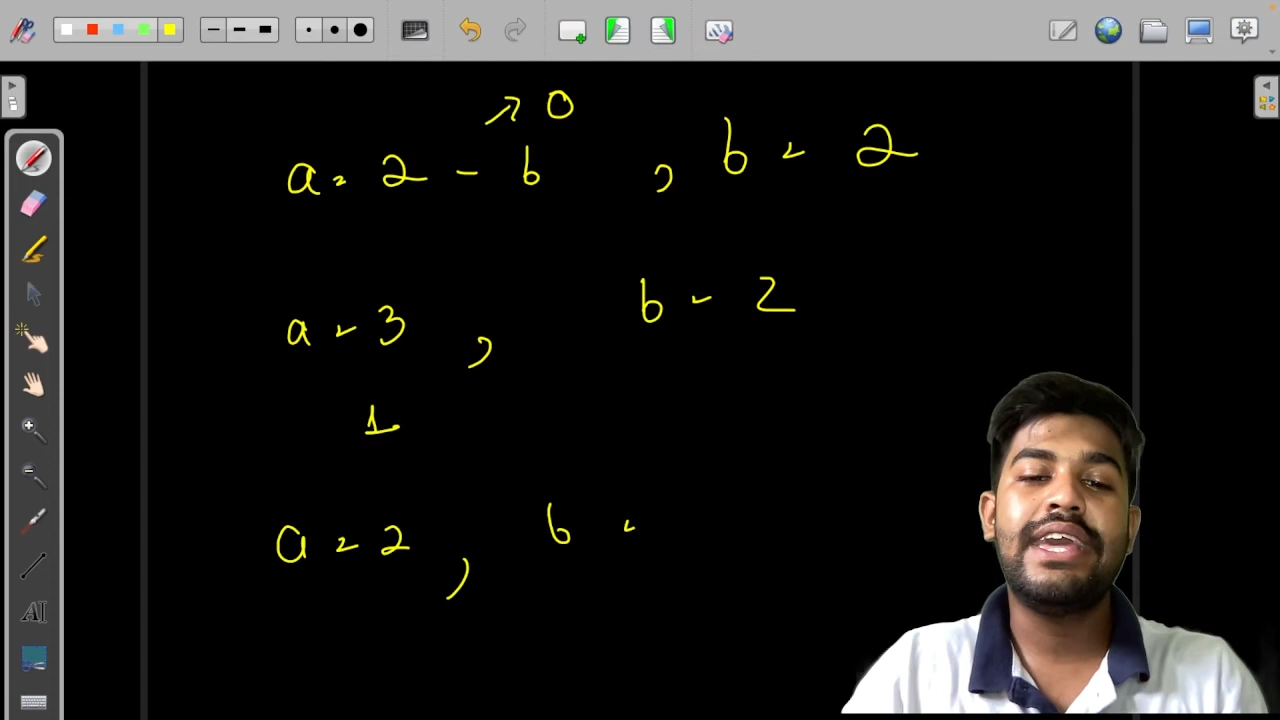 ↗ 0
a = 2 - b , b = 2
a = 3 , b = 2
1
a = 2 , b =